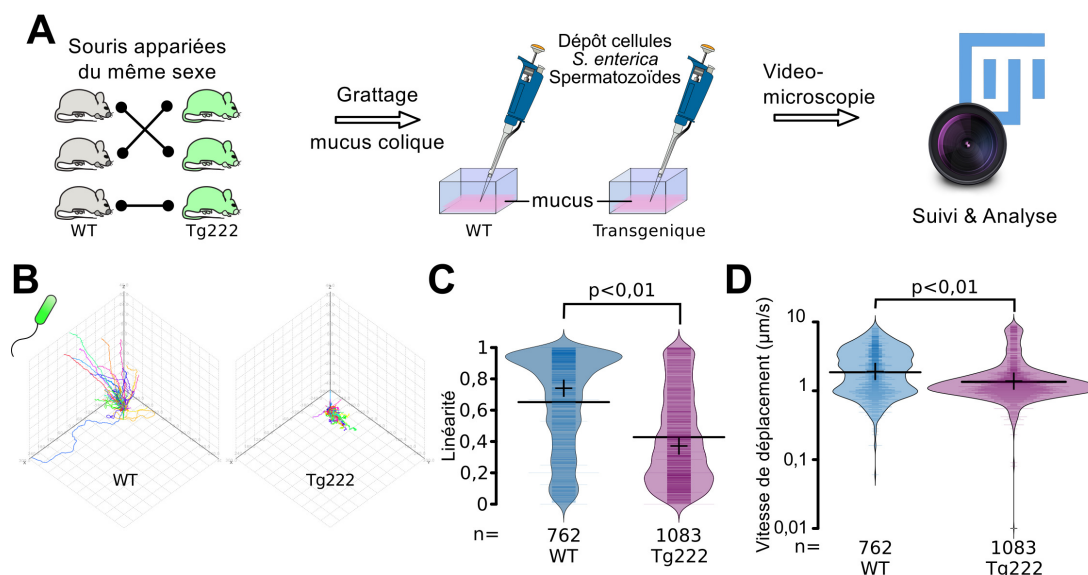 A
Souris appariées
du même sexe
WT
Tg222
Grattage
mucus colique
Dépôt cellules
S. enterica
Spermatozoïdes
mucus
WT
Transgenique
Video-
microscopie
Suivi & Analyse
B
WT
Tg222
C
p<0,01
Linéarité
1
0,8
0,6
0,4
0,2
0
n=
762
1083
WT
Tg222
D
p<0,01
Vitesse de déplacement (µm/s)
10
1
0,1
0,01
n=
762
1083
WT
Tg222